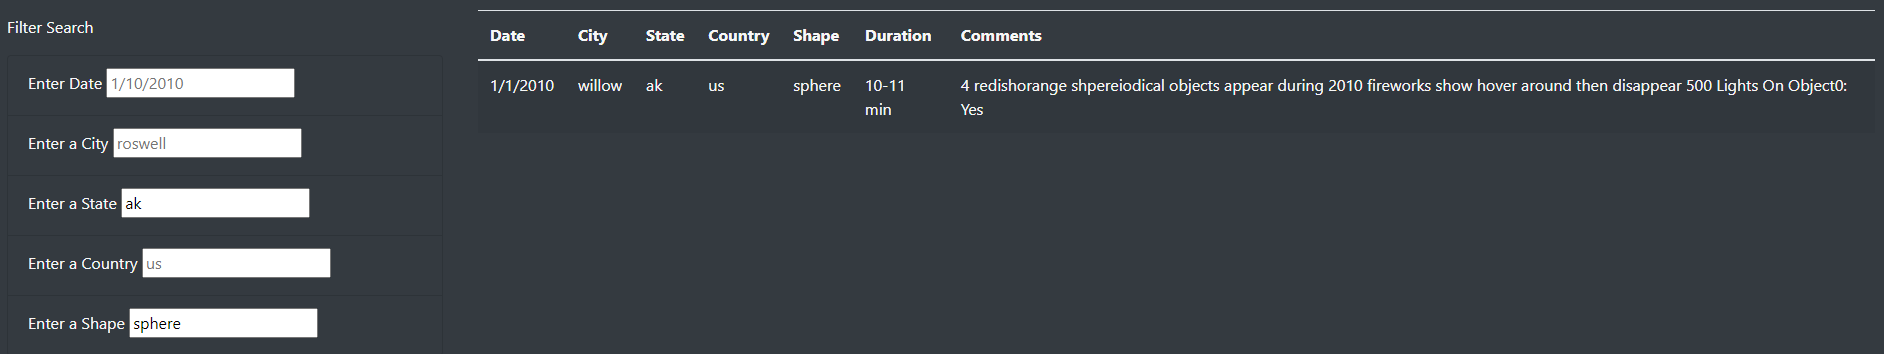 Filter Search
Enter Date 1/10/2010
Enter a City roswell
Enter a State ak
Enter a Country us
Enter a Shape sphere
Date City State Country Shape Duration Comments
1/1/2010 willow ak us sphere 10-11 4 redishorange shpereiodical objects appear during 2010 fireworks show hover around then disappear 500 Lights On Object0:
min Yes